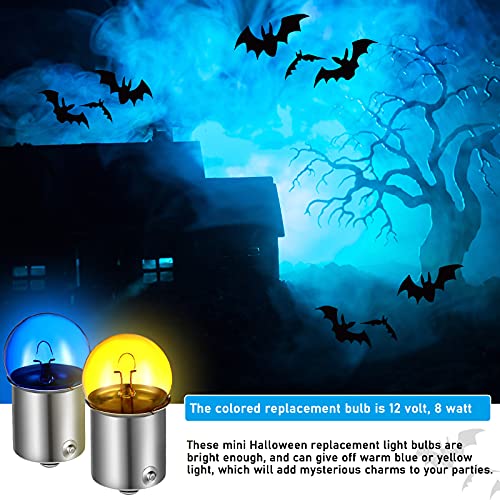 The colored replacement bulb is 12 volt, 8 watt
These mini Halloween replacement light bulbs are
bright enough, and can give off warm blue or yellow
light, which will add mysterious charms to your parties.